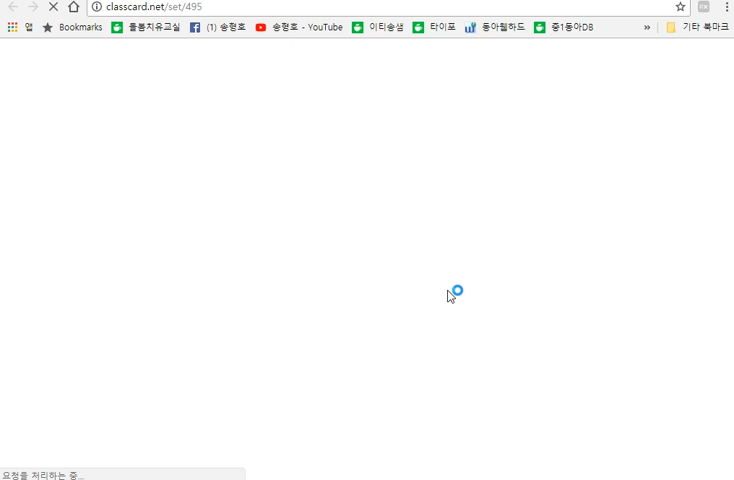 classcard.net/set/495
앱 Bookmarks 돌봄치유교실 (1) 송형호 송형호 - YouTube 이티송샘 타이포 동아웹하드 중1동아DB » 기타 북마크
요청을 처리하는 중...